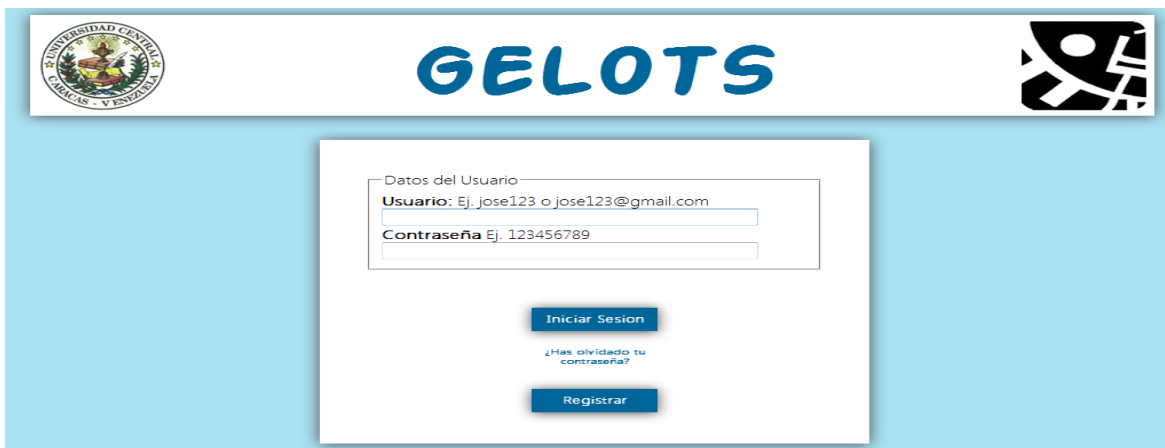 UNIVERSIDAD CENTRAL
CARACAS - VENEZUELA
GELOTS
Datos del Usuario
Usuario: Ej. jose123 o jose123@gmail.com
Contraseña Ej. 123456789
Iniciar Sesion
¿Has olvidado tu
contraseña?
Registrar